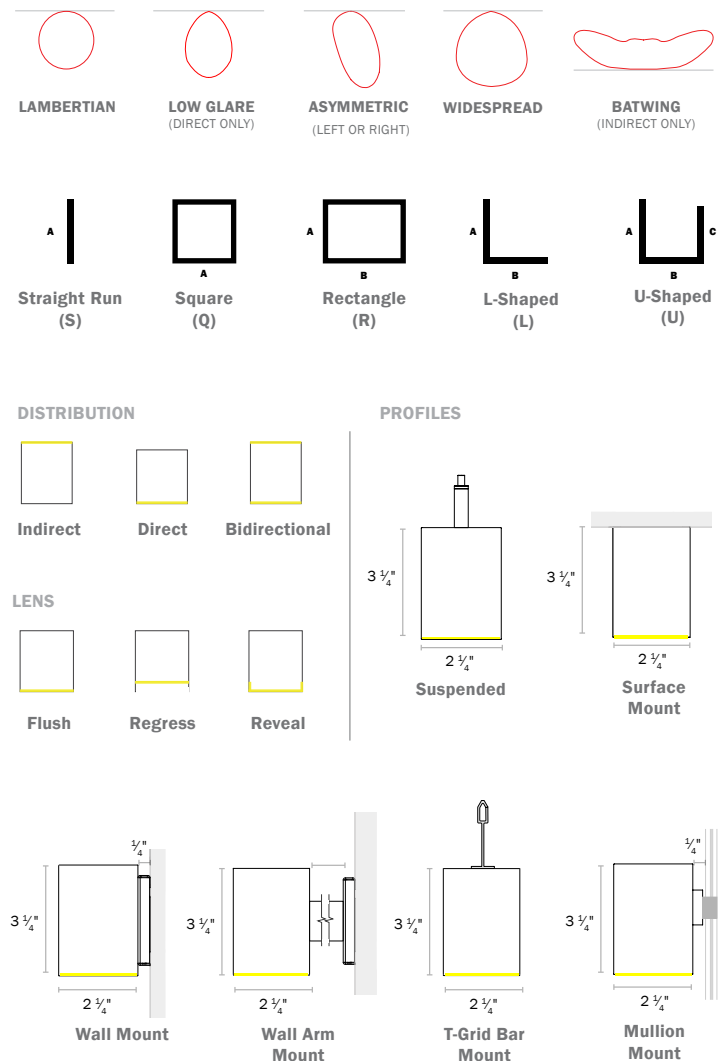 LAMBERTIAN
LOW GLARE
(DIRECT ONLY)
ASYMMETRIC
(LEFT OR RIGHT)
WIDESPREAD
BATWING
(INDIRECT ONLY)
A
Straight Run
(S)
A
Square
(Q)
A
B
Rectangle
(R)
A
B
L-Shaped
(L)
A
C
B
U-Shaped
(U)
DISTRIBUTION
Indirect
Direct
Bidirectional
LENS
Flush
Regress
Reveal
PROFILES
3 ¼"
2 ¼"
Suspended
3 ¼"
2 ¼"
Surface
Mount
¼"
3 ¼"
2 ¼"
Wall Mount
3 ¼"
2 ¼"
Wall Arm
Mount
3 ¼"
2 ¼"
T-Grid Bar
Mount
¼"
3 ¼"
2 ¼"
Mullion
Mount